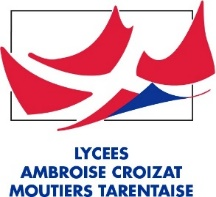 LYCEES
AMBROISE CROIZAT
MOUTIERS TARENTAISE